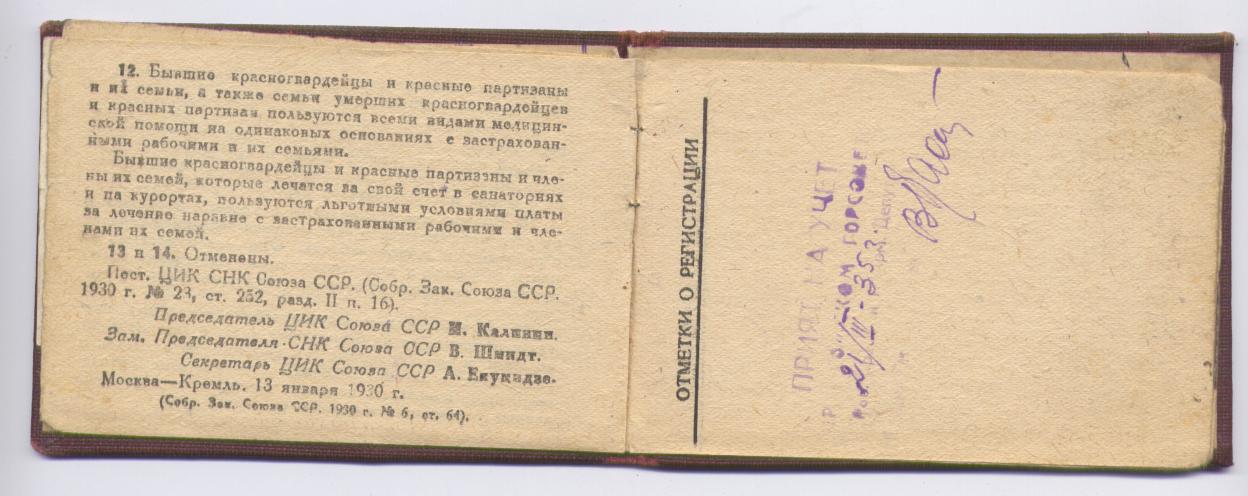 12. Бывшие красногвардейцы и красные партизаны
и их семьи, а также семьи умерших красногвардейцев
и красных партизан пользуются всеми видами медицин-
ской помощи на одинаковых основаниях с застрахован-
ными рабочими и их семьями.
Бывшие красногвардейцы и красные партизаны и чле-
ны их семей, которые лечатся за свой счет в санаториях
и на курортах, пользуются льготными условиями платы
за лечение наравне с застрахованными рабочими и чле-
нами их семей.
13 и 14. Отменены.
Пост. ЦИК СНК Союза ССР. (Собр. Зак. Союза ССР.
1930 г. № 23, ст. 252, разд. II п. 16).
Председатель ЦИК Союза ССР М. Калинин.
Зам. Председателя СНК Союза ССР В. Шмидт.
Секретарь ЦИК Союза ССР А. Енукидзе.
Москва—Кремль. 13 января 1930 г.
(Собр. Зак. Союза ССР. 1930 г. № 6, ст. 64).
ОТМЕТКИ О РЕГИСТРАЦИИ
ПРИЯТ НА УЧЕТ
ГОРСОВЕ